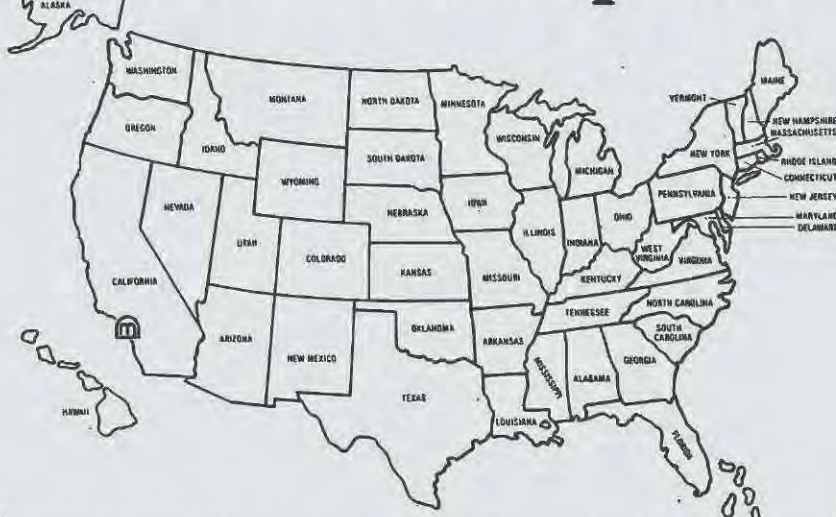 ALASKA
WASHINGTON
OREGON
IDAHO
MONTANA
NORTH DAKOTA
MINNESOTA
WISCONSIN
MICHIGAN
VERMONT
MAINE
NEW HAMPSHIRE
MASSACHUSETTS
NEW YORK
RHODE ISLAND
CONNECTICUT
NEW JERSEY
MARYLAND
DELAWARE
PENNSYLVANIA
SOUTH DAKOTA
WYOMING
NEVADA
UTAH
COLORADO
NEBRASKA
IOWA
ILLINOIS
INDIANA
OHIO
WEST
VIRGINIA
VIRGINIA
CALIFORNIA
KANSAS
MISSOURI
KENTUCKY
TENNESSEE
NORTH CAROLINA
SOUTH
CAROLINA
ARIZONA
NEW MEXICO
OKLAHOMA
ARKANSAS
MISSISSIPPI
ALABAMA
GEORGIA
HAWAII
TEXAS
LOUISIANA
FLORIDA